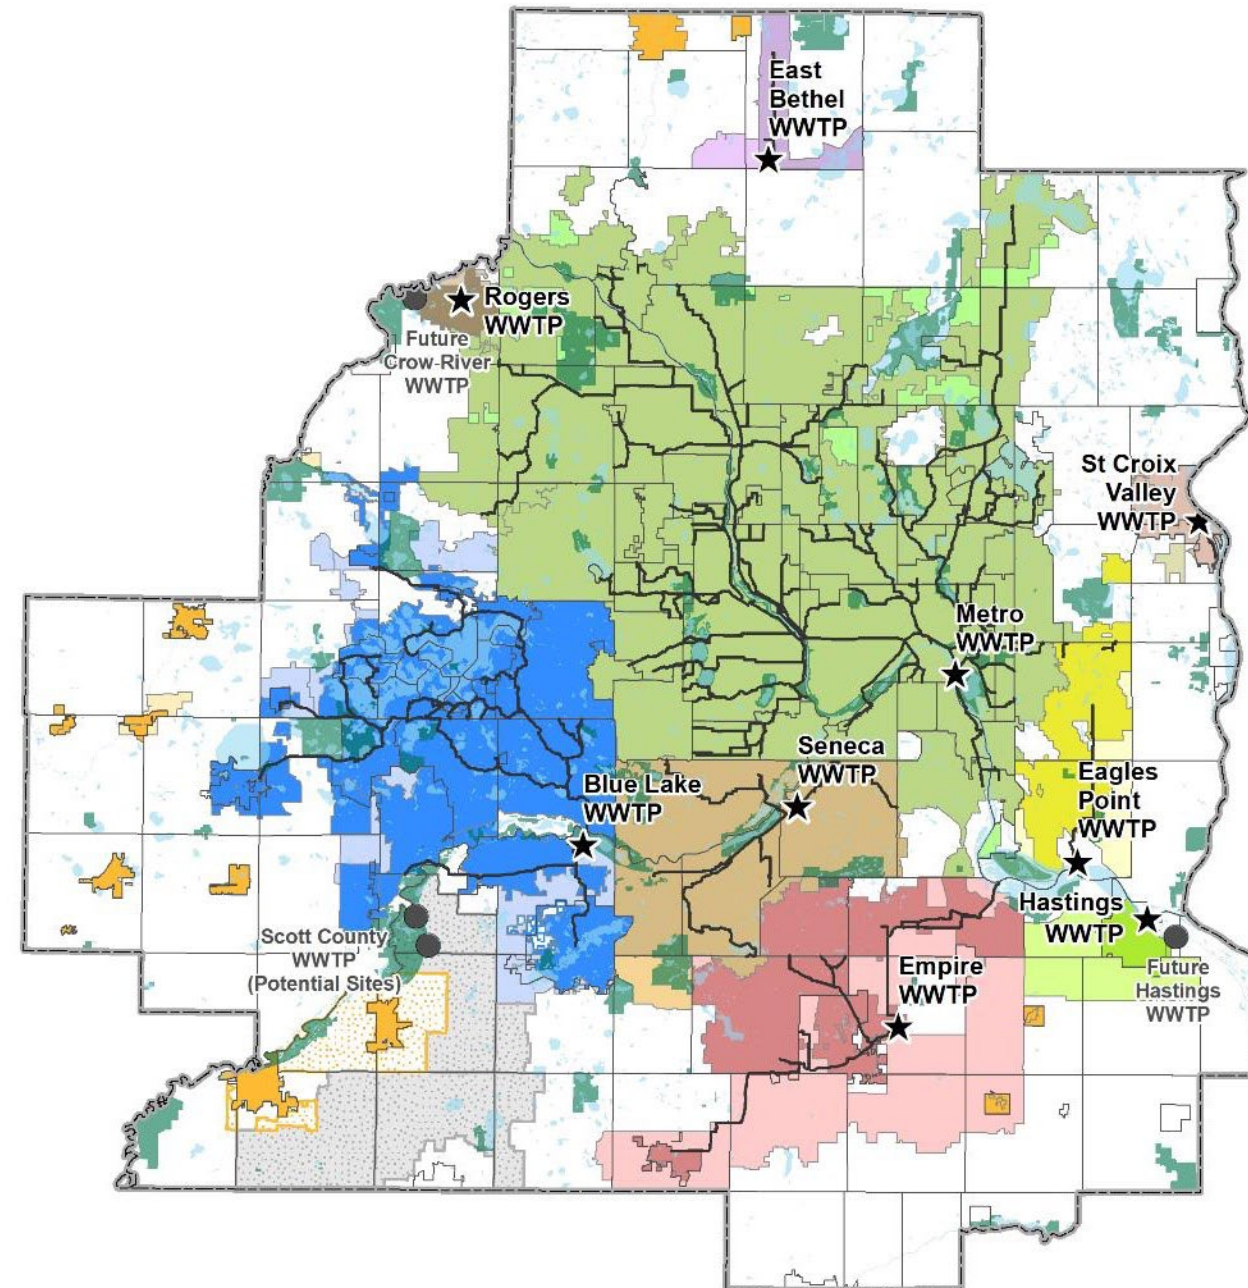 East
Bethel
WWTP
Rogers
WWTP
Future
Crow-River
WWTP
St Croix
Valley
WWTP
Metro
WWTP
Seneca
WWTP
Blue Lake
WWTP
Eagles
Point
WWTP
Hastings
WWTP
Scott County
WWTP
(Potential Sites)
Empire
WWTP
Future
Hastings
WWTP